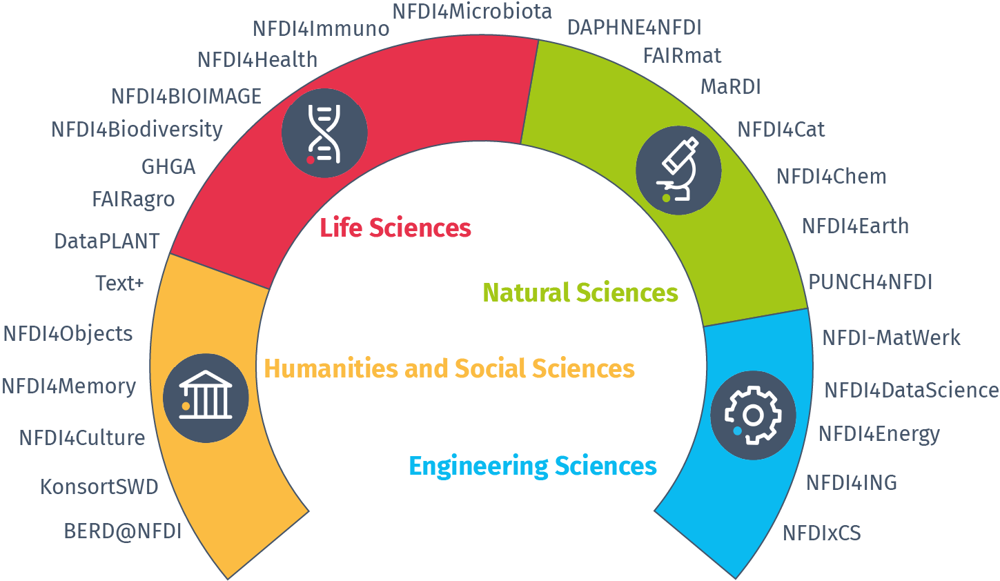 NFDI4Microbiota
NFDI4Immuno
NFDI4Health
NFDI4BIOIMAGE
NFDI4Biodiversity
GHGA
FAIRagro
DataPLANT
Text+
NFDI4Objects
NFDI4Memory
NFDI4Culture
KonsortSWD
BERD@NFDI
DAPHNE4NFDI
FAIRmat
MaRDI
NFDI4Cat
NFDI4Chem
NFDI4Earth
PUNCH4NFDI
NFDI-MatWerk
NFDI4DataScience
NFDI4Energy
NFDI4ING
NFDIxCS
Life Sciences
Natural Sciences
Humanities and Social Sciences
Engineering Sciences